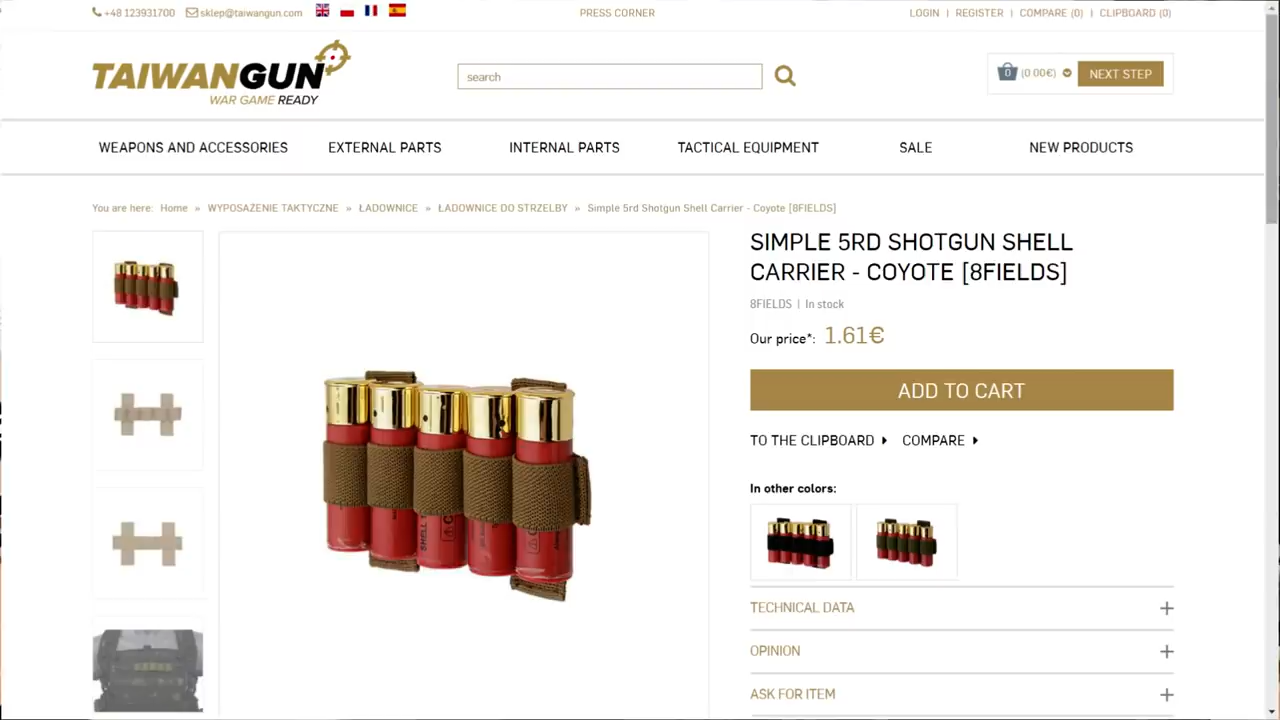 +48 123931700 sklep@taiwangun.com PRESS CORNER LOGIN | REGISTER | COMPARE (0) | CLIPBOARD (0)
TAIWANGUN
WAR GAME READY
search
0 (0.00€) NEXT STEP
WEAPONS AND ACCESSORIES EXTERNAL PARTS INTERNAL PARTS TACTICAL EQUIPMENT SALE NEW PRODUCTS
You are here: Home » WYPOSAŻENIE TAKTYCZNE » ŁADOWNICE » ŁADOWNICE DO STRZELBY » Simple 5rd Shotgun Shell Carrier - Coyote [8FIELDS]
SIMPLE 5RD SHOTGUN SHELL
CARRIER - COYOTE [8FIELDS]
8FIELDS | In stock
Our price*: 1.61€
ADD TO CART
TO THE CLIPBOARD COMPARE
In other colors:
TECHNICAL DATA
OPINION
ASK FOR ITEM
SHELL